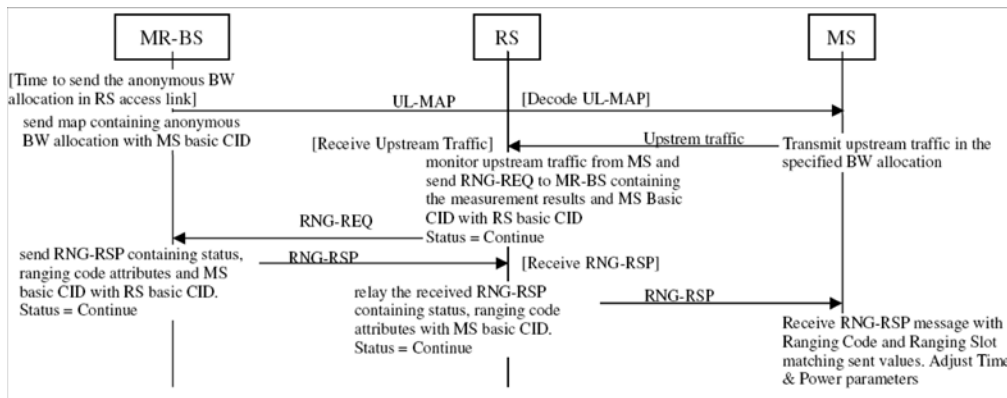 MR-BS
RS
MS
[Time to send the anonymous BW
allocation in RS access link]
UL-MAP
[Decode UL-MAP]
send map containing anonymous
BW allocation with MS basic CID
[Receive Upstream Traffic]
Upstrem traffic
Transmit upstream traffic in the
specified BW allocation
monitor upstream traffic from MS and
send RNG-REQ to MR-BS containing
the measurement results and MS Basic
CID with RS basic CID
Status = Continue
RNG-REQ
send RNG-RSP containing status,
ranging code attributes and MS
basic CID with RS basic CID.
Status = Continue
RNG-RSP
[Receive RNG-RSP]
relay the received RNG-RSP
containing status, ranging code
attributes with MS basic CID.
Status = Continue
RNG-RSP
Receive RNG-RSP message with
Ranging Code and Ranging Slot
matching sent values. Adjust Time
& Power parameters